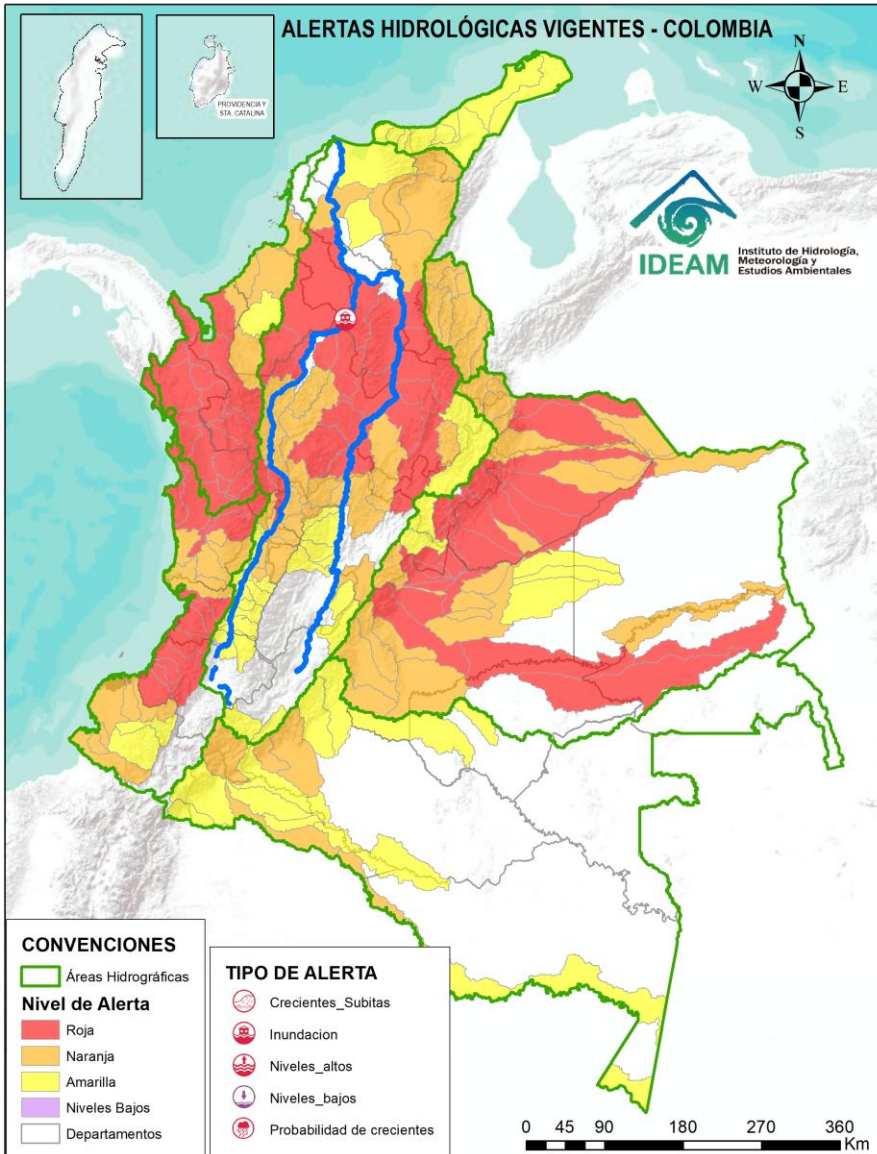 ALERTAS HIDROLÓGICAS VIGENTES - COLOMBIA
PROVIDENCIA Y
STA. CATALINA
N
W
E
S
IDEAM
Instituto de Hidrología,
Meteorología y
Estudios Ambientales
CONVENCIONES
Áreas Hidrográficas
Nivel de Alerta
Roja
Naranja
Amarilla
Niveles Bajos
Departamentos
TIPO DE ALERTA
Crecientes_Subitas
Inundacion
Niveles_altos
Niveles_bajos
Probabilidad de crecientes
0 45 90 180 270 360
Km